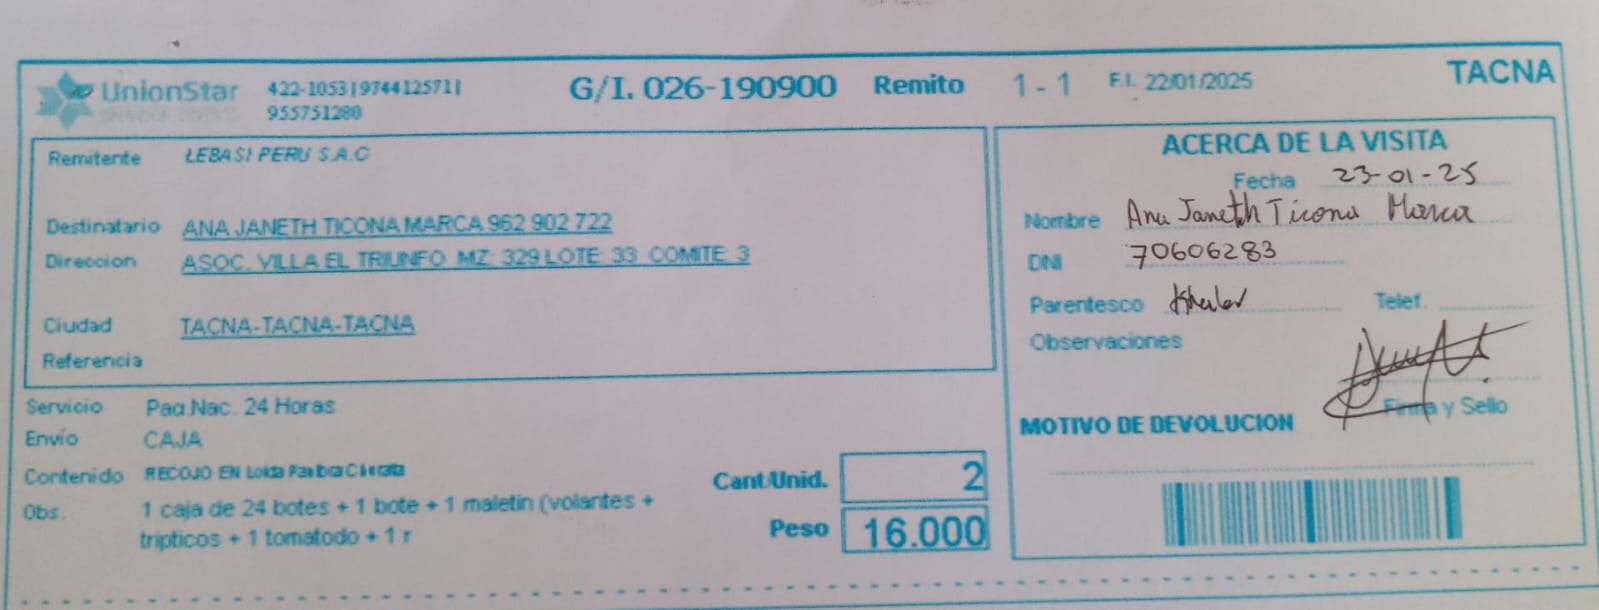 UnionStar 422-1053|974412571| G/I. 026-190900 Remito 1 - 1 F.I. 22/01/2025 TACNA
955751280
Remitente LEBASI PERU S.A.C
Destinatario ANA JANETH TICONA MARCA 962 902 722
Direccion ASOC. VILLA EL TRIUNFO MZ: 329 LOTE: 33 COMITE: 3
Ciudad TACNA-TACNA-TACNA
Referencia
Servicio Paq.Nac. 24 Horas
Envio CAJA
Contenido RECOJO EN
Obs. 1 caja de 24 botes + 1 bote + 1 maletin (volantes +
tripticos + 1 tomatodo + 1 r
Cant/Unid. 2
Peso 16.000
ACERCA DE LA VISITA
Fecha 23-01-25
Nombre Ana Janeth Ticona Marca
DNI 70606283
Parentesco Telef.
Observaciones
Firma y Sello
MOTIVO DE DEVOLUCION